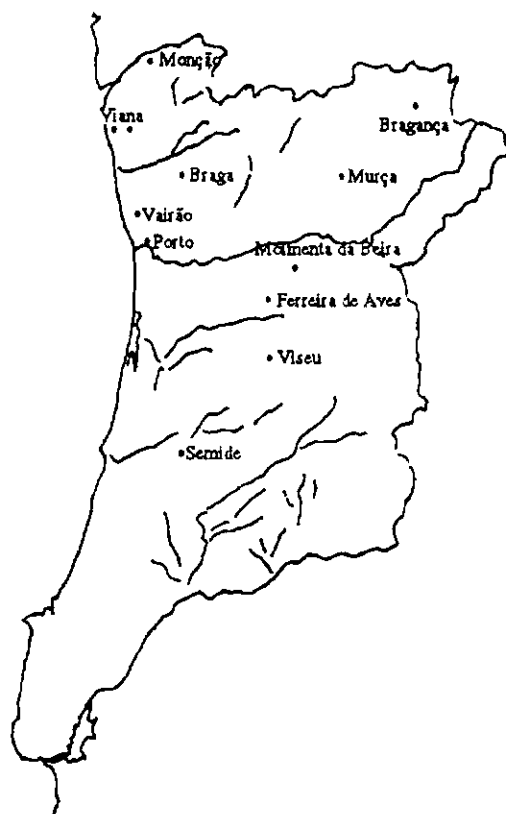 Monção
Viana
Bragança
Braga
Murça
Vairão
Porto
Moimenta da Beira
Ferreira de Aves
Viseu
Semide